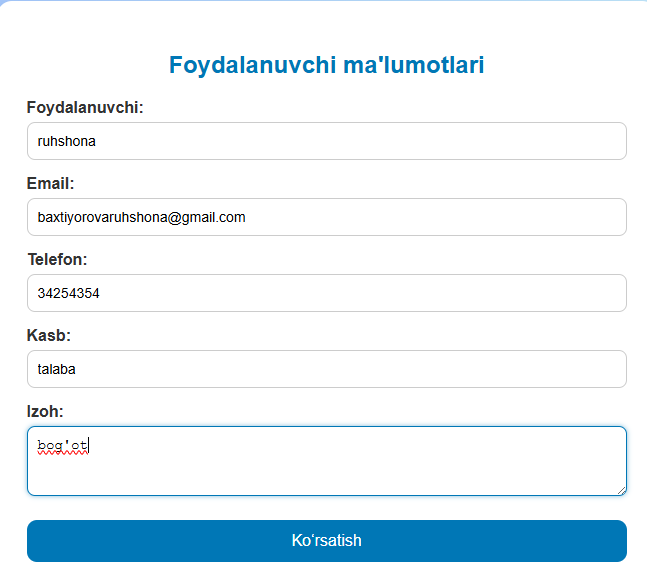 Foydalanuvchi ma'lumotlari
Foydalanuvchi:
ruhshona
Email:
baxtiyorovaruhshona@gmail.com
Telefon:
34254354
Kasb:
talaba
Izoh:
bog'ot
Ko‘rsatish